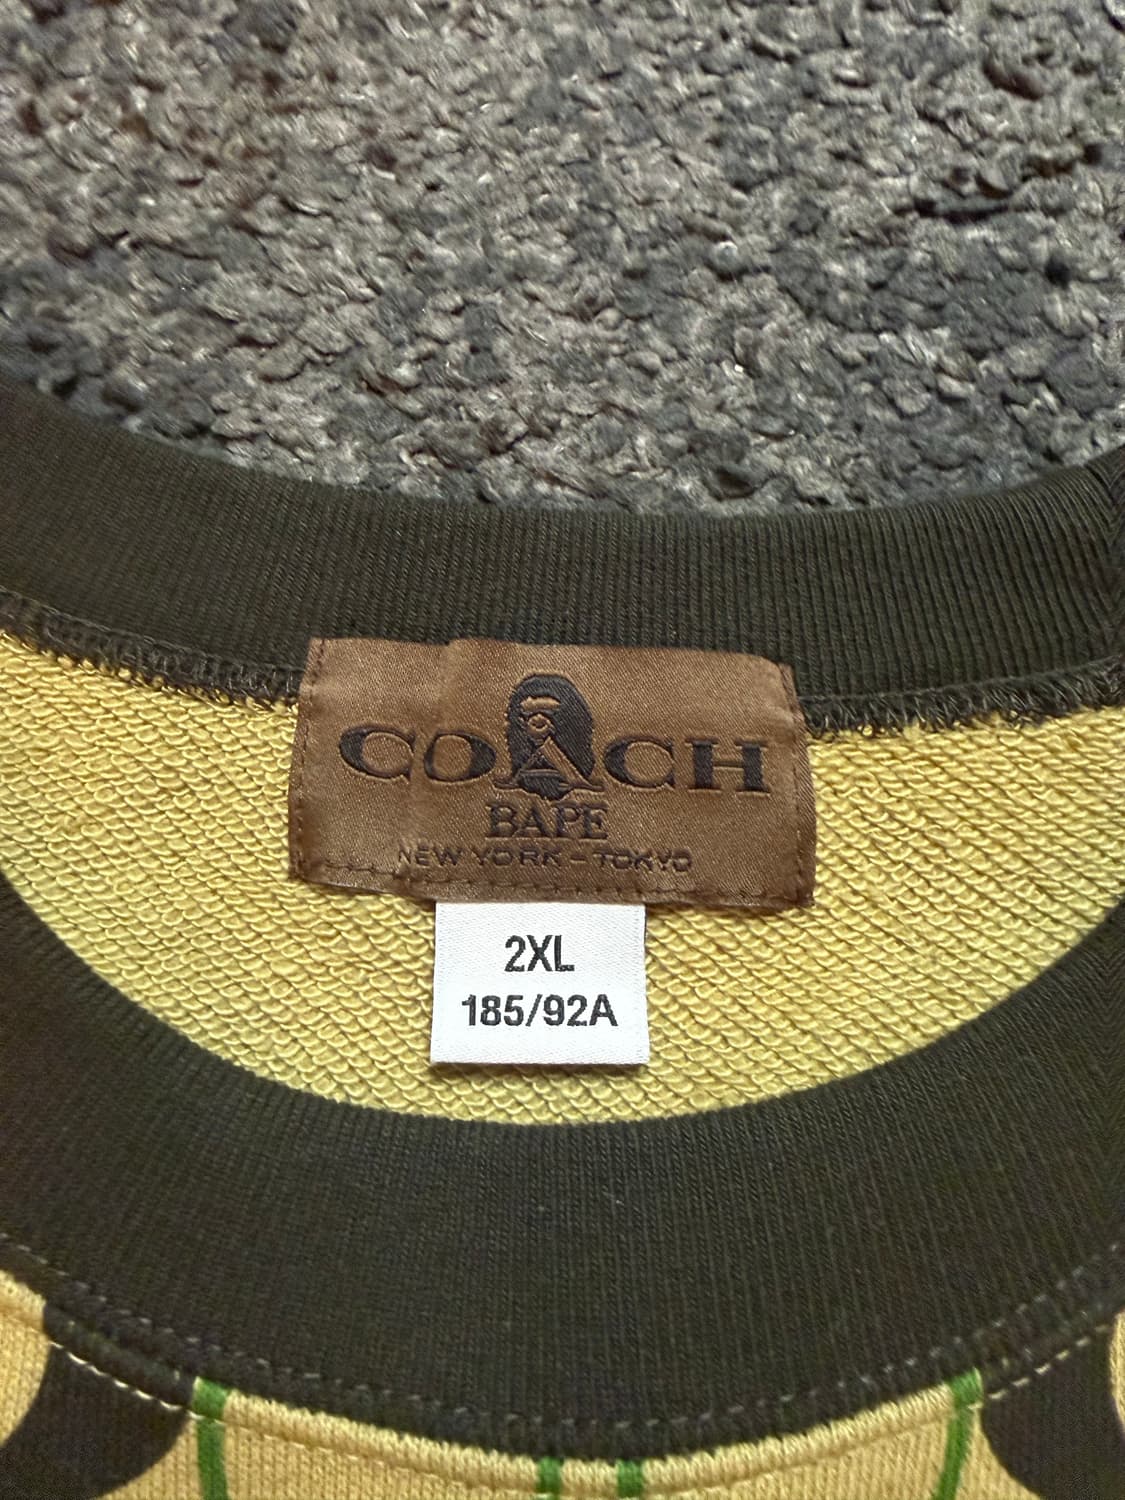 COACH
BAPE
NEW YORK - TOKYO
2XL
185/92A